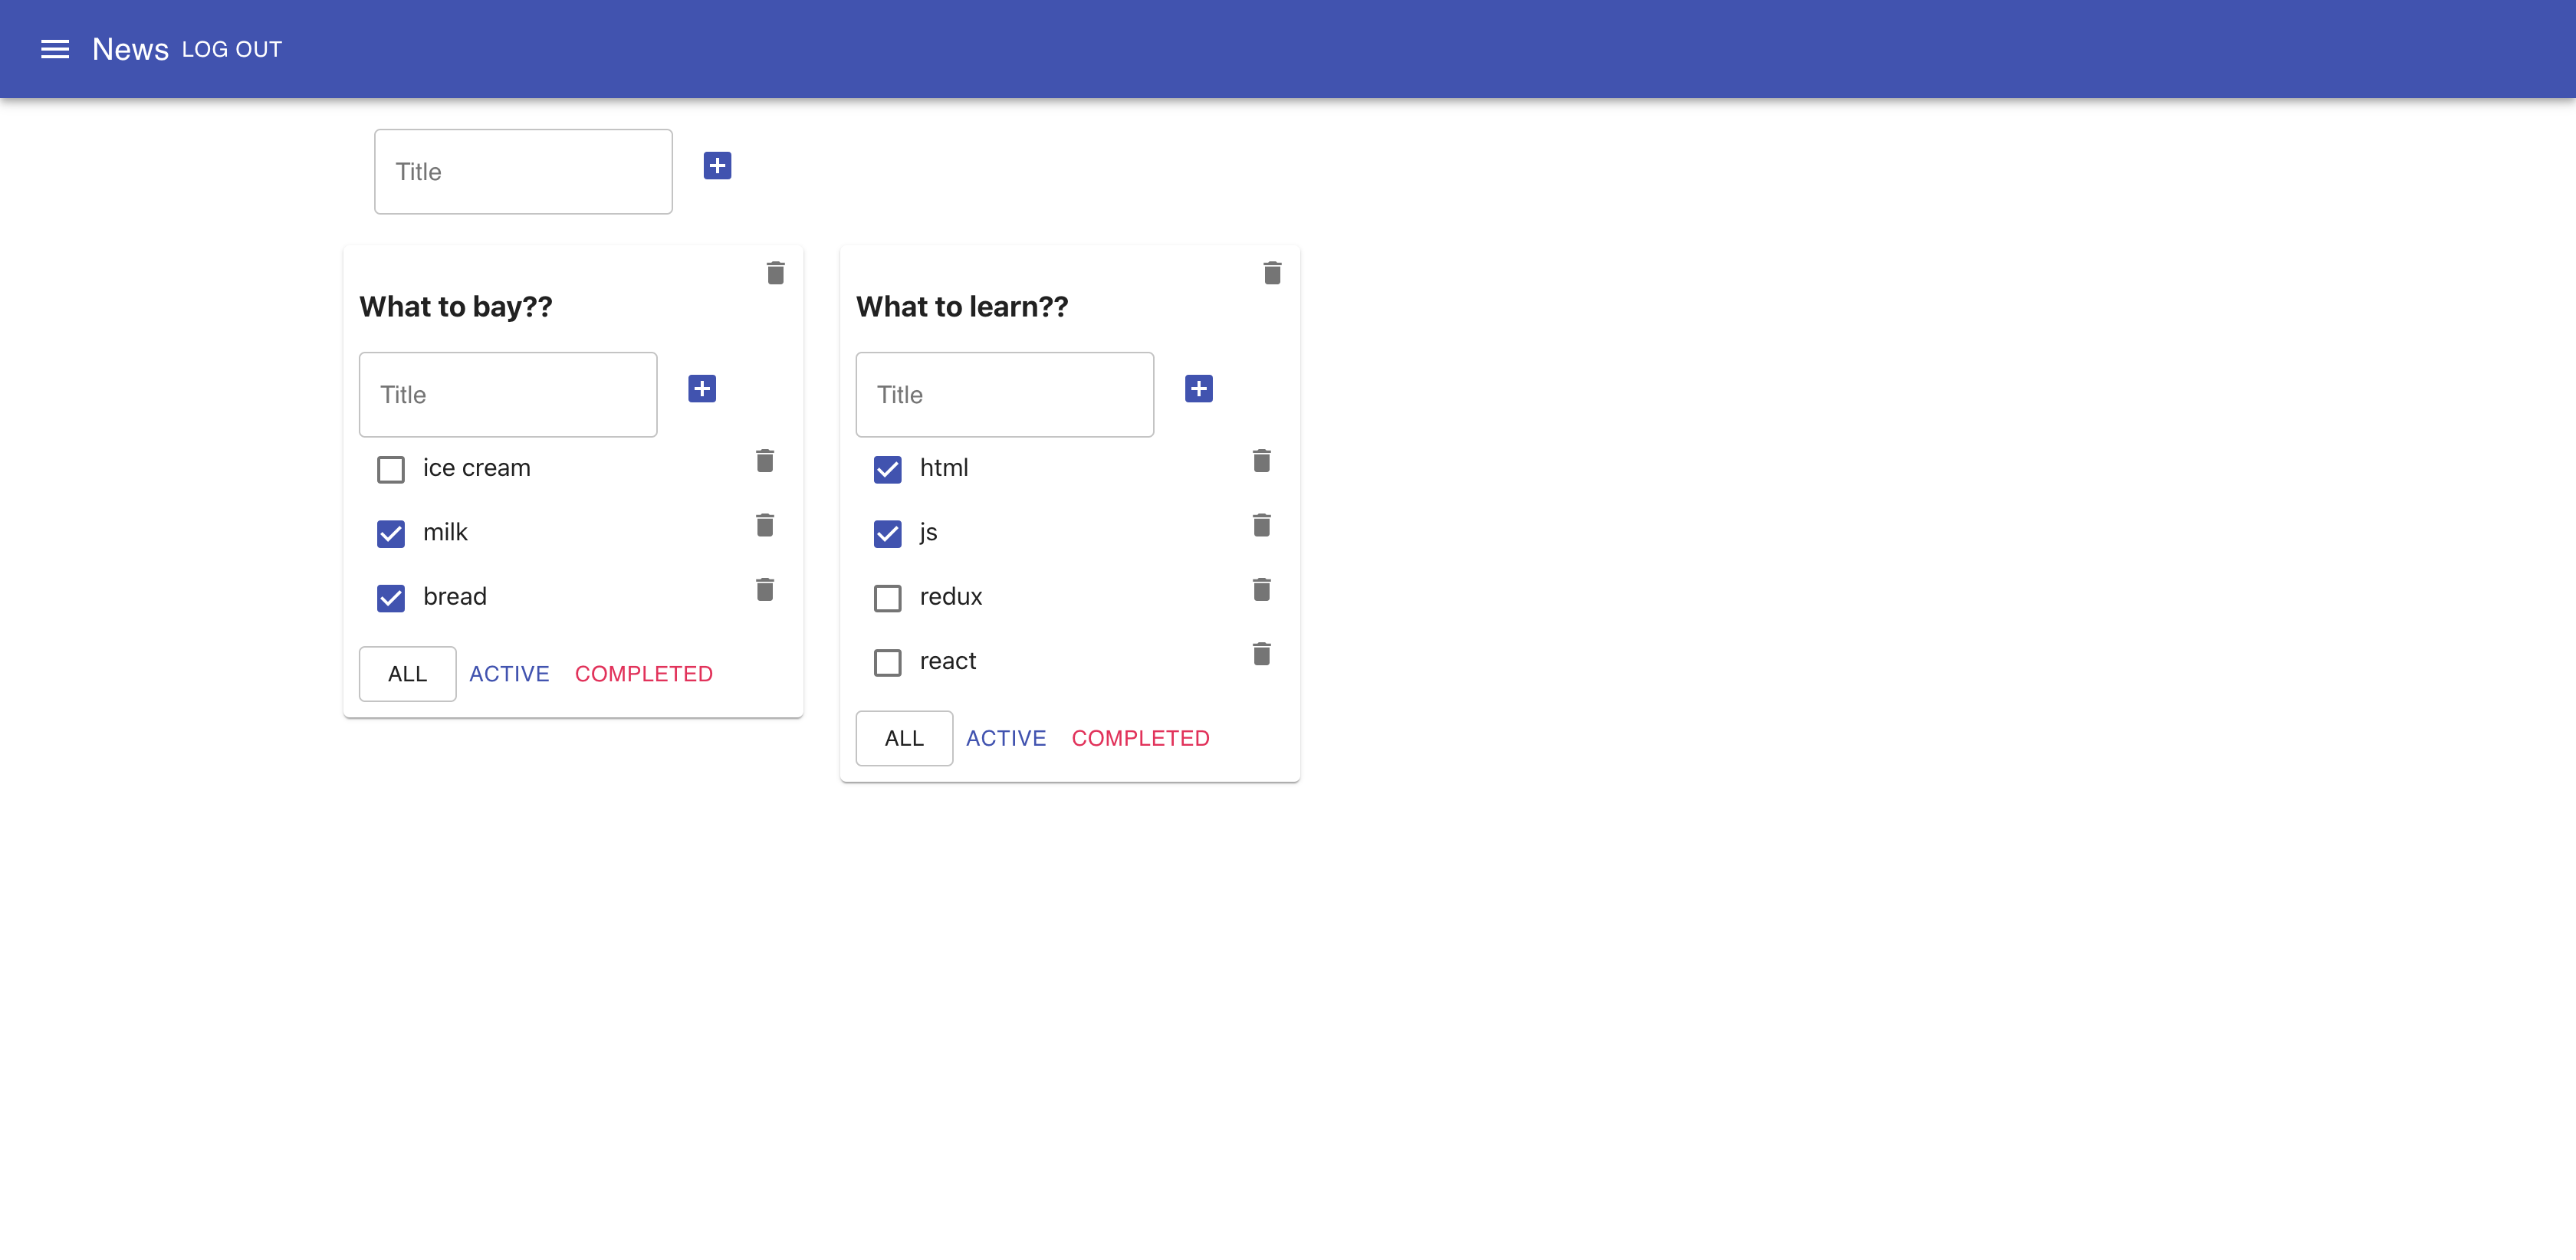 News LOG OUT
Title
What to bay??
Title
ice cream
milk
bread
ALL ACTIVE COMPLETED
What to learn??
Title
html
js
redux
react
ALL ACTIVE COMPLETED